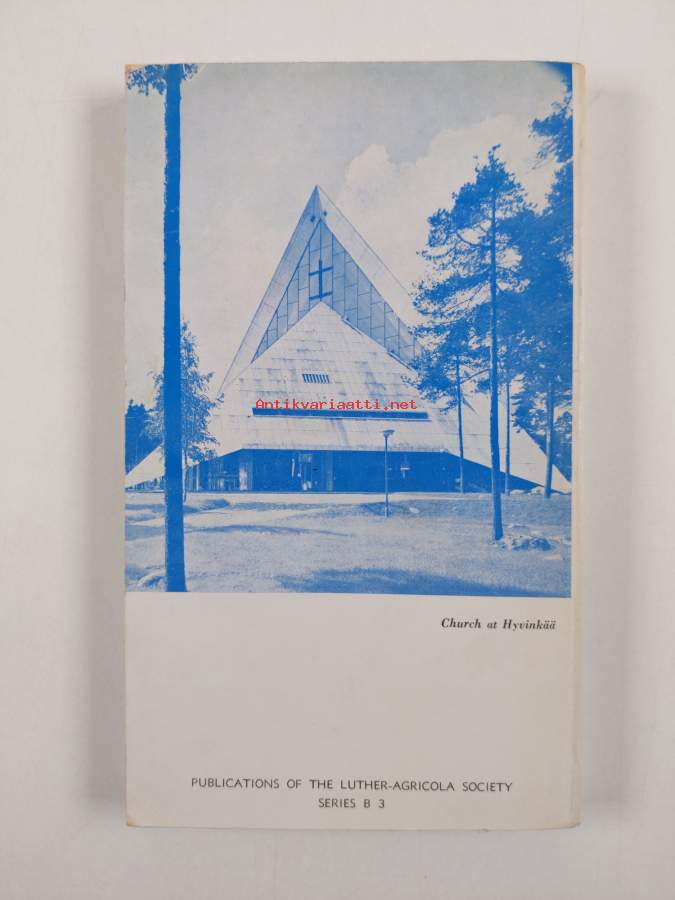 Antikvariaatti.net
Church at Hyvinkää
PUBLICATIONS OF THE LUTHER-AGRICOLA SOCIETY
SERIES B 3